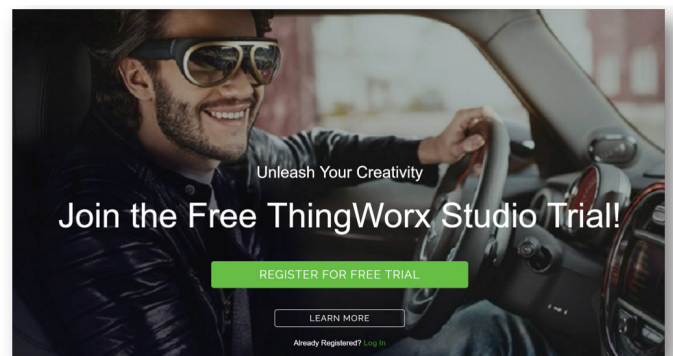 Unleash Your Creativity
Join the Free ThingWorx Studio Trial!
REGISTER FOR FREE TRIAL
LEARN MORE
Already Registered? Log In